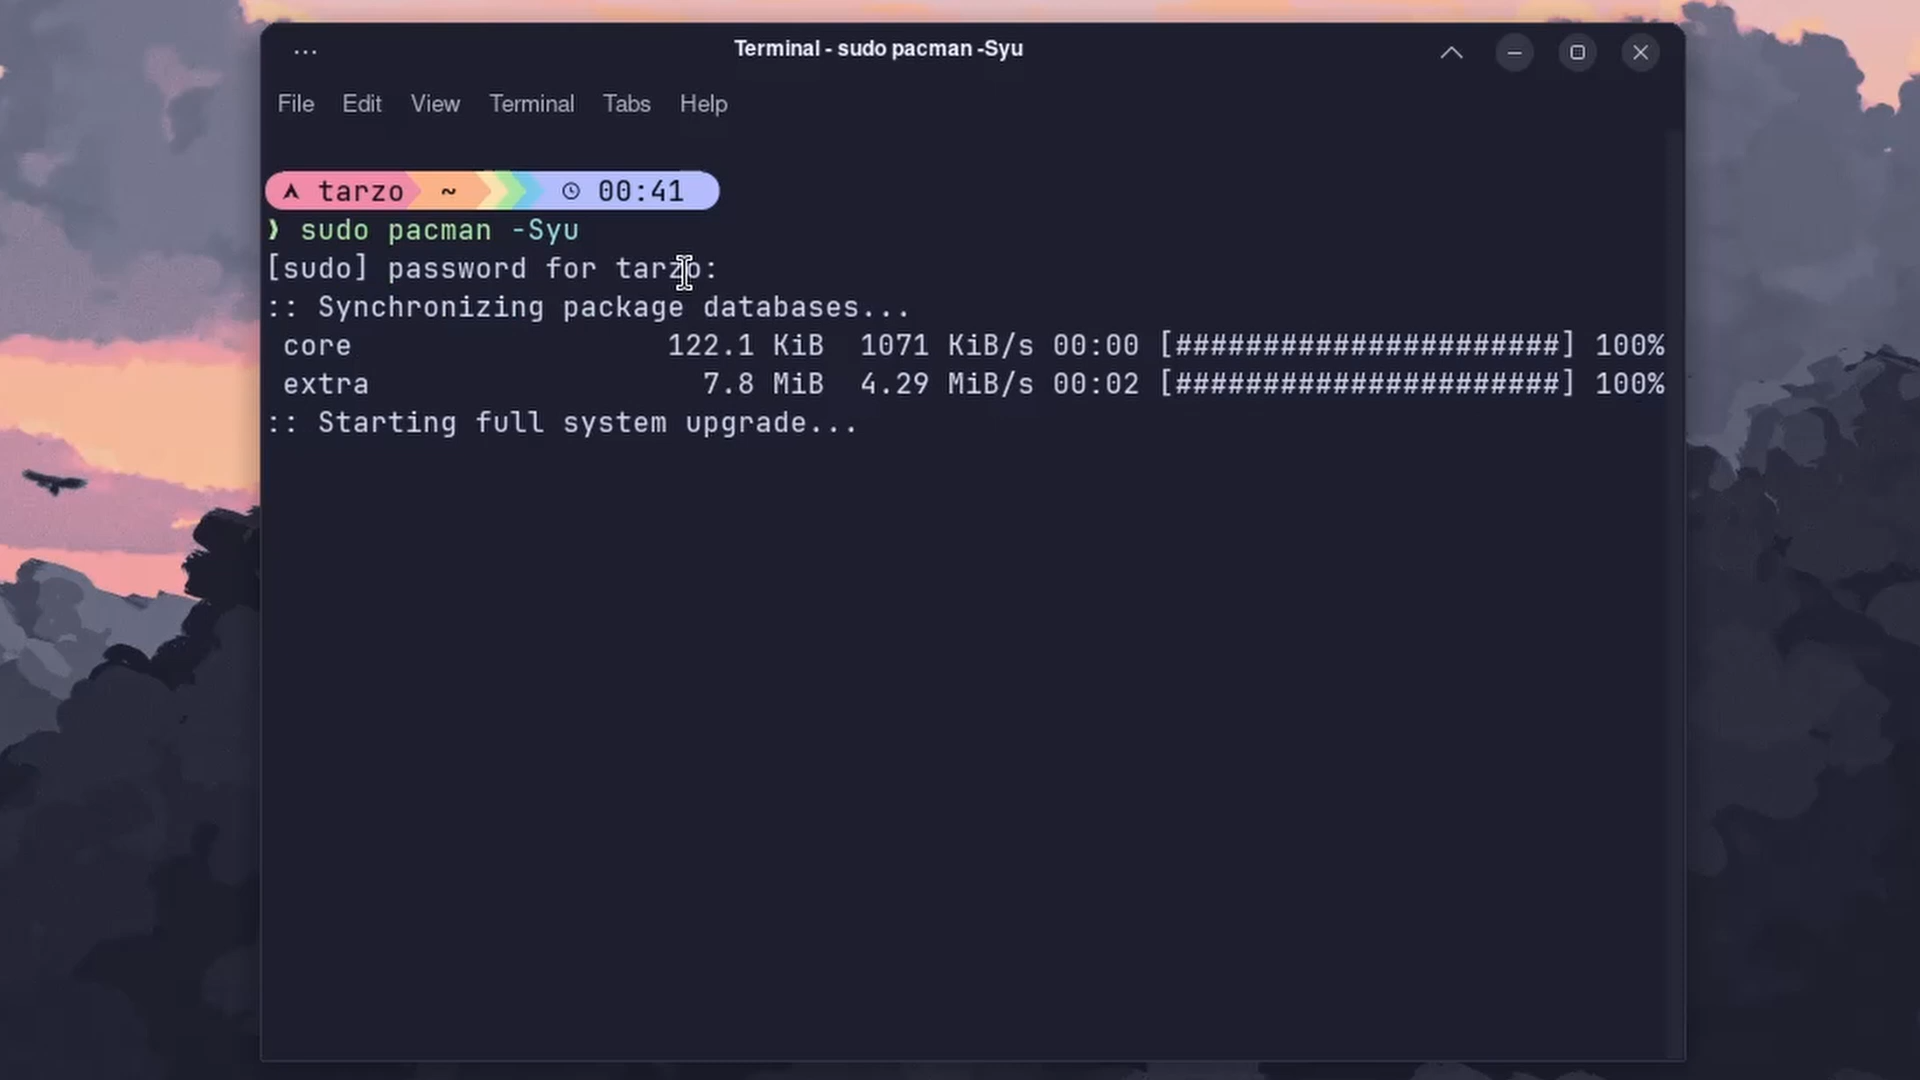 ...
Terminal - sudo pacman -Syu
File Edit View Terminal Tabs Help
tarzo ~ 00:41
❯ sudo pacman -Syu
[sudo] password for tarzo:
:: Synchronizing package databases...
core 122.1 KiB 1071 KiB/s 00:00 [######################] 100%
extra 7.8 MiB 4.29 MiB/s 00:02 [######################] 100%
:: Starting full system upgrade...